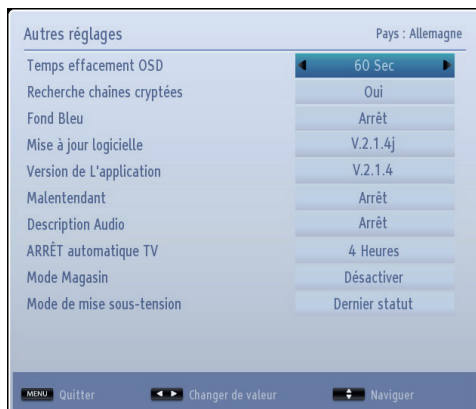 Autres réglages Pays : Allemagne
Temps effacement OSD 60 Sec
Recherche chaînes cryptées Oui
Fond Bleu Arrêt
Mise à jour logicielle V.2.1.4j
Version de L'application V.2.1.4
Malentendant Arrêt
Description Audio Arrêt
ARRÊT automatique TV 4 Heures
Mode Magasin Désactiver
Mode de mise sous-tension Dernier statut
MENU Quitter Changer de valeur Naviguer